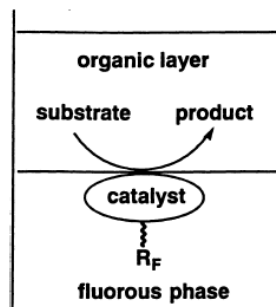 organic layer
substrate product
catalyst
R_F
fluorous phase